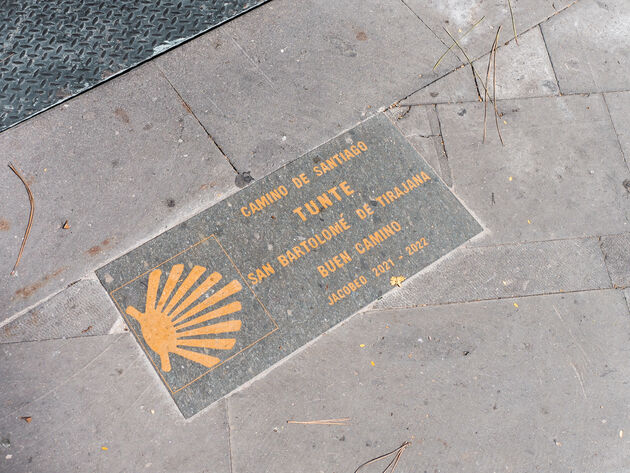 CAMINO DE SANTIAGO
TUNTE
SAN BARTOLOMÉ DE TIRAJANA
BUEN CAMINO
JACOBEO 2021 - 2022